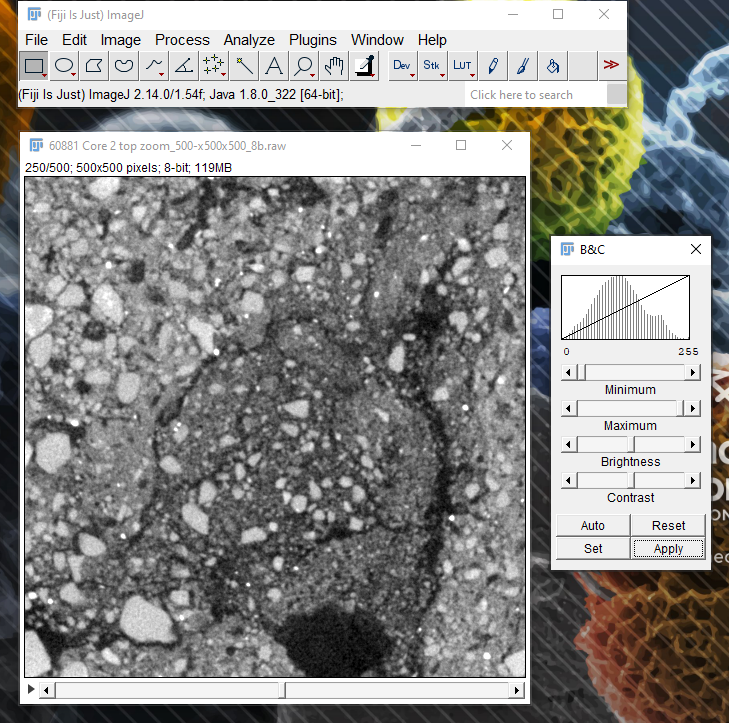 (Fiji Is Just) ImageJ
File Edit Image Process Analyze Plugins Window Help
Dev Stk LUT
(Fiji Is Just) ImageJ 2.14.0/1.54f; Java 1.8.0_322 [64-bit];
Click here to search
60881 Core 2 top zoom_500-x500x500_8b.raw
250/500; 500x500 pixels; 8-bit; 119MB
B&C
0 255
Minimum
Maximum
Brightness
Contrast
Auto Reset
Set Apply